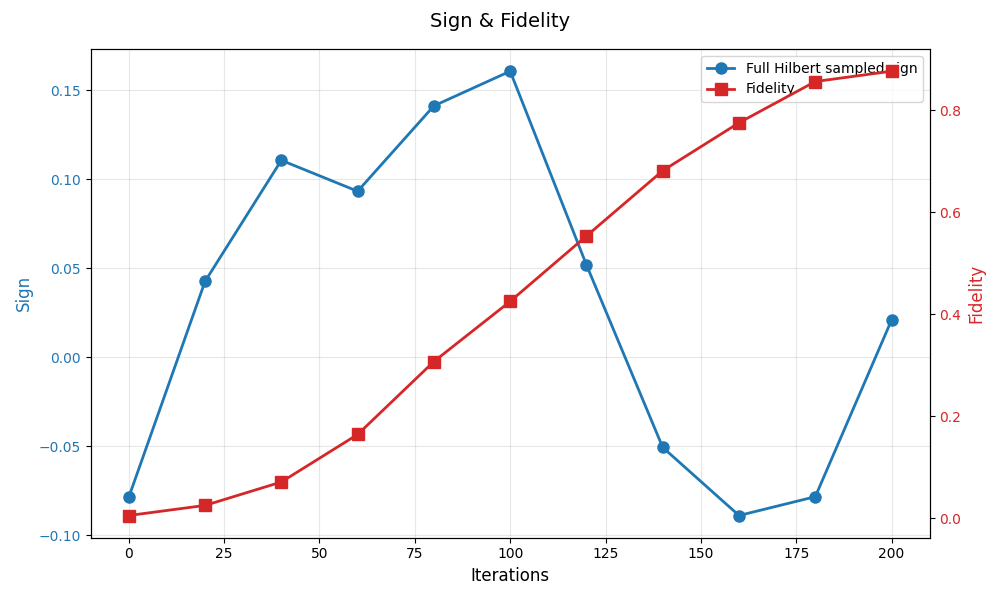 Sign & Fidelity
Full Hilbert sampled sign
Fidelity
Sign
0.15
0.10
0.05
0.00
−0.05
−0.10
0.8
0.6
0.4
0.2
0.0
Fidelity
0 25 50 75 100 125 150 175 200
Iterations